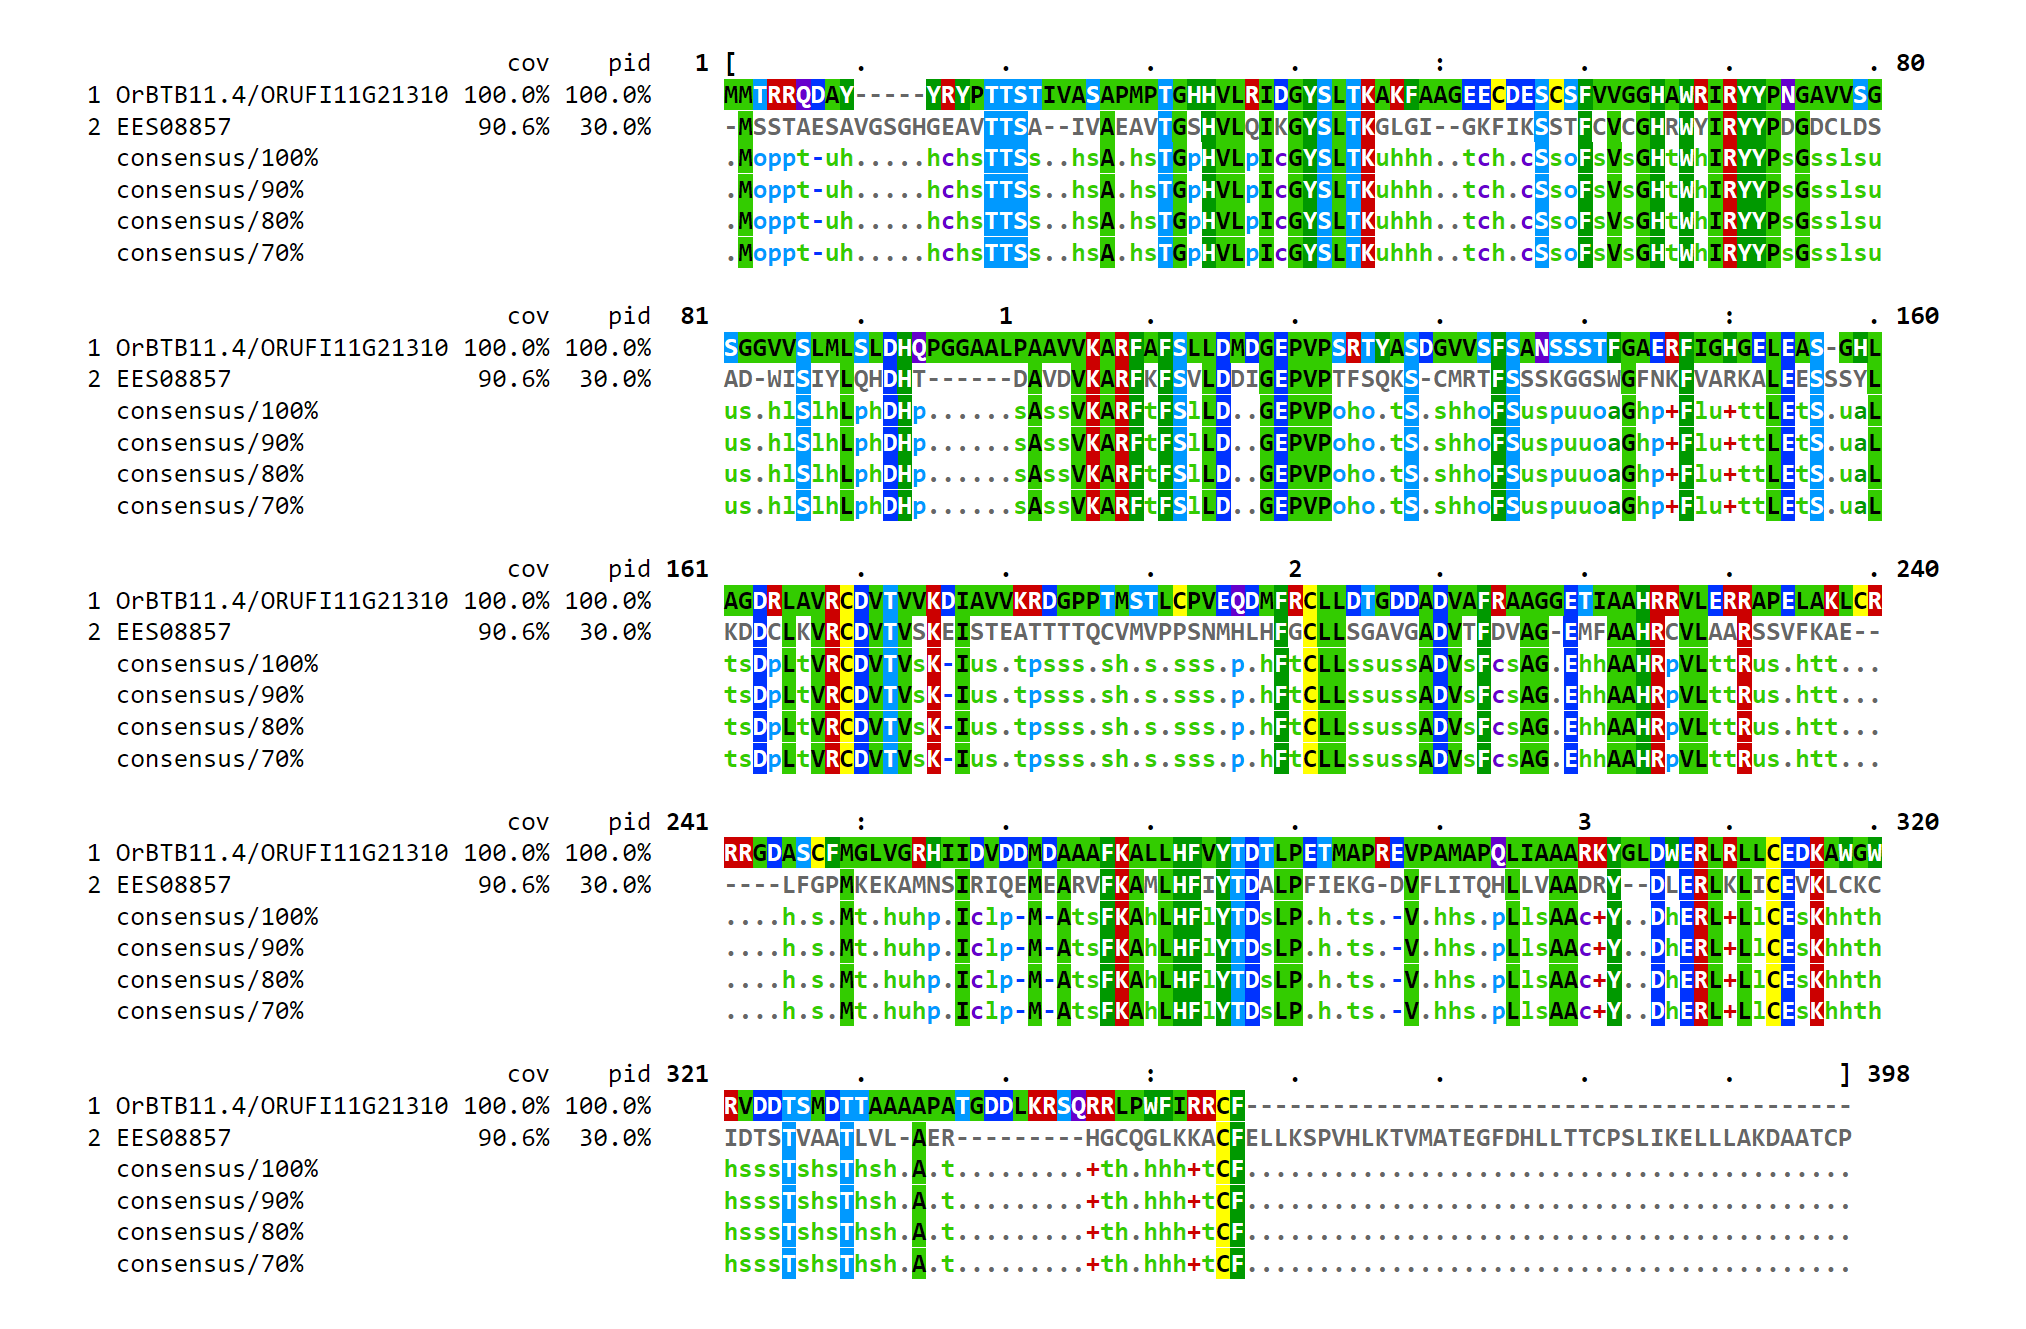 cov pid 1 [ . . . . : . . . 80
1 OrBTB11.4/ORUFI11G21310 100.0% 100.0% MMTRRQDAY-----YRYPTTSTIVASAPMPTGHHVLRIDGYSLTKAKFAAGEECDESCSFVVGGHAWRIRYYPNGAVVSG
2 EES08857 90.6% 30.0% -MSSTAESAVGSGHGEAVTTSA--IVAEAVTGSHVLQIKGYSLTKGLGI--GKFIKSSTFCVCGHRWYIRYYPDGDCLDS
consensus/100% .Moppt-uh.....hchsTTSs..hsA.hsTGpHVLpIcGYSLTKuhhh..tch.cSsoFsVsGHtWhIRYYPsGsslsu
consensus/90% .Moppt-uh.....hchsTTSs..hsA.hsTGpHVLpIcGYSLTKuhhh..tch.cSsoFsVsGHtWhIRYYPsGsslsu
consensus/80% .Moppt-uh.....hchsTTSs..hsA.hsTGpHVLpIcGYSLTKuhhh..tch.cSsoFsVsGHtWhIRYYPsGsslsu
consensus/70% .Moppt-uh.....hchsTTSs..hsA.hsTGpHVLpIcGYSLTKuhhh..tch.cSsoFsVsGHtWhIRYYPsGsslsu
cov pid 81 . 1 . . . . : . 160
1 OrBTB11.4/ORUFI11G21310 100.0% 100.0% SGGVVSLMLSLDHQPGGAALPAAVVKARFAFSLLDMDGEPVPSRTYASDGVVSFSANSSSTFGAERFIGHGELEAS-GHL
2 EES08857 90.6% 30.0% AD-WISIYLQHDHT------DAVDVKARFKFSVLDDIGEPVPTFSQKS-CMRTFSSSKGGSWGFNKFVARKALEESSSYL
consensus/100% us.hlSlhLphDHp......sAssVKARFtFSlLD..GEPVPoho.tS.shhoFSuspuuoaGhp+Flu+ttLEtS.uaL
consensus/90% us.hlSlhLphDHp......sAssVKARFtFSlLD..GEPVPoho.tS.shhoFSuspuuoaGhp+Flu+ttLEtS.uaL
consensus/80% us.hlSlhLphDHp......sAssVKARFtFSlLD..GEPVPoho.tS.shhoFSuspuuoaGhp+Flu+ttLEtS.uaL
consensus/70% us.hlSlhLphDHp......sAssVKARFtFSlLD..GEPVPoho.tS.shhoFSuspuuoaGhp+Flu+ttLEtS.uaL
cov pid 161 . . . 2 . . . . 240
1 OrBTB11.4/ORUFI11G21310 100.0% 100.0% AGDRLAVRCDVTVVKDIAVVKRDGPPTMSTLCPVEQDMFRCLLDTGDDADVAFRAAGGETIAAHRRVLERRAPELAKLCR
2 EES08857 90.6% 30.0% KDDCLKVRCDVTVSKEISTEATTTTQCVMVPPSNMHLHFGCLLSGAVGADVTFDVAG-EMFAAHRCVLAARSSVFKAE--
consensus/100% tsDpLtVRCDVTVsK-Ius.tpsss.sh.s.sss.p.hFtCLLssussADVsFcsAG.EhhAAHRpVLttRus.htt...
consensus/90% tsDpLtVRCDVTVsK-Ius.tpsss.sh.s.sss.p.hFtCLLssussADVsFcsAG.EhhAAHRpVLttRus.htt...
consensus/80% tsDpLtVRCDVTVsK-Ius.tpsss.sh.s.sss.p.hFtCLLssussADVsFcsAG.EhhAAHRpVLttRus.htt...
consensus/70% tsDpLtVRCDVTVsK-Ius.tpsss.sh.s.sss.p.hFtCLLssussADVsFcsAG.EhhAAHRpVLttRus.htt...
cov pid 241 : . . . . 3 . . 320
1 OrBTB11.4/ORUFI11G21310 100.0% 100.0% RRGDASCFMGLVGRHIIDVDDMDAAAFKALLHFVYTDTLPETMAPREVPAMAPQLIAAARKYGLDWERLRLLCEDKAWGW
2 EES08857 90.6% 30.0% ----LFGPMKEKAMNSIRIQEMEARVFKAMLHFIYTDALPFIEKG-DVFLITQHLLVAADRY--DLERLKLICEVKLCKC
consensus/100% ....h.s.Mt.huhp.Iclp-M-AtsFKAhLHFlYTDsLP.h.ts.-V.hhs.pLlsAAc+Y..DhERL+LlCEsKhhth
consensus/90% ....h.s.Mt.huhp.Iclp-M-AtsFKAhLHFlYTDsLP.h.ts.-V.hhs.pLlsAAc+Y..DhERL+LlCEsKhhth
consensus/80% ....h.s.Mt.huhp.Iclp-M-AtsFKAhLHFlYTDsLP.h.ts.-V.hhs.pLlsAAc+Y..DhERL+LlCEsKhhth
consensus/70% ....h.s.Mt.huhp.Iclp-M-AtsFKAhLHFlYTDsLP.h.ts.-V.hhs.pLlsAAc+Y..DhERL+LlCEsKhhth
cov pid 321 . . : . . . . ] 398
1 OrBTB11.4/ORUFI11G21310 100.0% 100.0% RVDDTSMDTTAAAAPATGDDLKRSQRRLPWFIRRCF------------------------------------------
2 EES08857 90.6% 30.0% IDTSTVAATLVL-AER---------HGCQGLKKACFELLKSPVHLKTVMATEGFDHLLTTCPSLIKELLLAKDAATCP
consensus/100% hsssTshsThsh.A.t.........+th.hhh+tCF..........................................
consensus/90% hsssTshsThsh.A.t.........+th.hhh+tCF..........................................
consensus/80% hsssTshsThsh.A.t.........+th.hhh+tCF..........................................
consensus/70% hsssTshsThsh.A.t.........+th.hhh+tCF..........................................